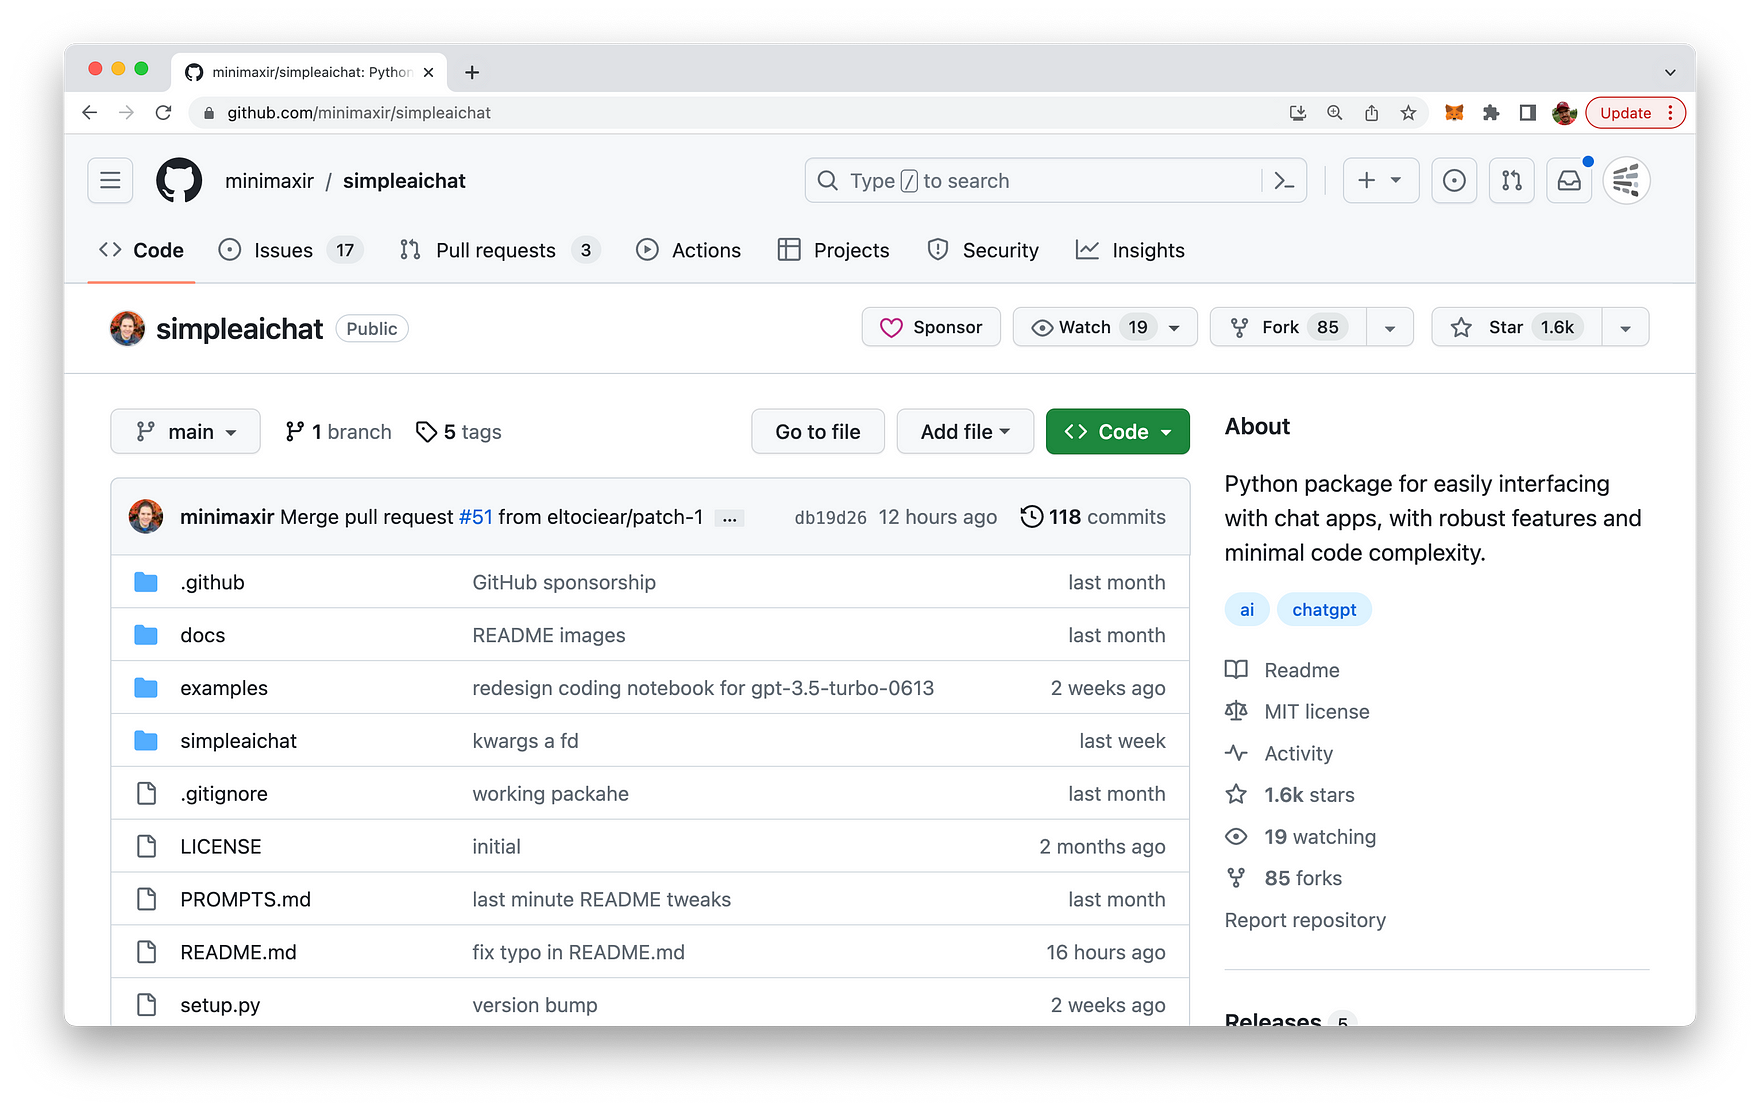 minimaxir/simpleaichat: Python
github.com/minimaxir/simpleaichat
Update
minimaxir / simpleaichat
Type / to search
Code
Issues 17
Pull requests 3
Actions
Projects
Security
Insights
simpleaichat Public
Sponsor
Watch 19
Fork 85
Star 1.6k
main
1 branch
5 tags
Go to file
Add file
Code
minimaxir Merge pull request #51 from eltociear/patch-1 ... db19d26 12 hours ago 118 commits
.github GitHub sponsorship last month
docs README images last month
examples redesign coding notebook for gpt-3.5-turbo-0613 2 weeks ago
simpleaichat kwargs a fd last week
.gitignore working packahe last month
LICENSE initial 2 months ago
PROMPTS.md last minute README tweaks last month
README.md fix typo in README.md 16 hours ago
setup.py version bump 2 weeks ago
About
Python package for easily interfacing
with chat apps, with robust features and
minimal code complexity.
ai chatgpt
Readme
MIT license
Activity
1.6k stars
19 watching
85 forks
Report repository
Releases 5